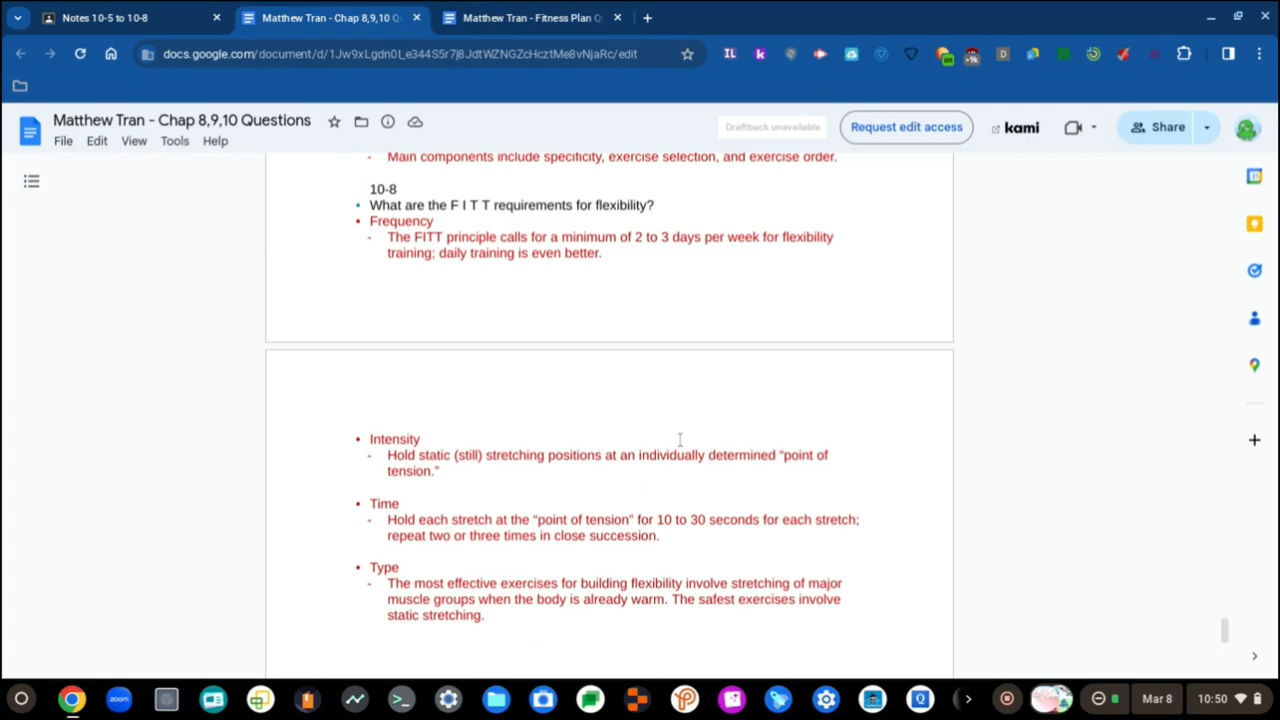 Notes 10-5 to 10-8
Matthew Tran - Chap 8,9,10 Q
Matthew Tran - Fitness Plan Q
docs.google.com/document/d/1Jw9xLgdn0I_e344S5r7j8JdtWZNGZcHcztMe8vNjaRc/edit
Matthew Tran - Chap 8,9,10 Questions
File Edit View Tools Help
Draftback unavailable
Request edit access
kami
Share
- Main components include specificity, exercise selection, and exercise order.
10-8
• What are the F I T T requirements for flexibility?
• Frequency
- The FITT principle calls for a minimum of 2 to 3 days per week for flexibility
training; daily training is even better.
• Intensity
- Hold static (still) stretching positions at an individually determined “point of
tension.”
• Time
- Hold each stretch at the “point of tension” for 10 to 30 seconds for each stretch;
repeat two or three times in close succession.
• Type
- The most effective exercises for building flexibility involve stretching of major
muscle groups when the body is already warm. The safest exercises involve
static stretching.
zoom
Mar 8
10:50